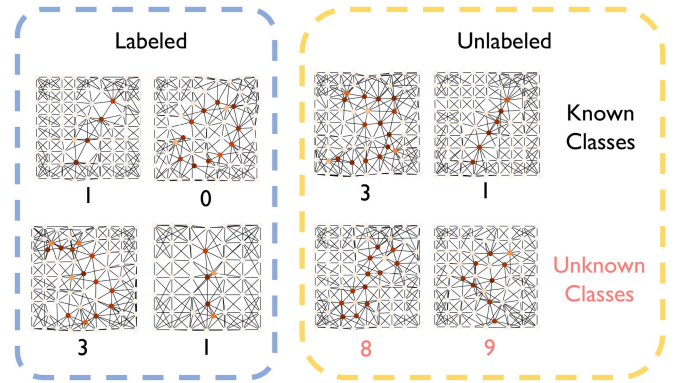 Labeled
Unlabeled
1
0
3
1
Known
Classes
3
1
8
9
Unknown
Classes